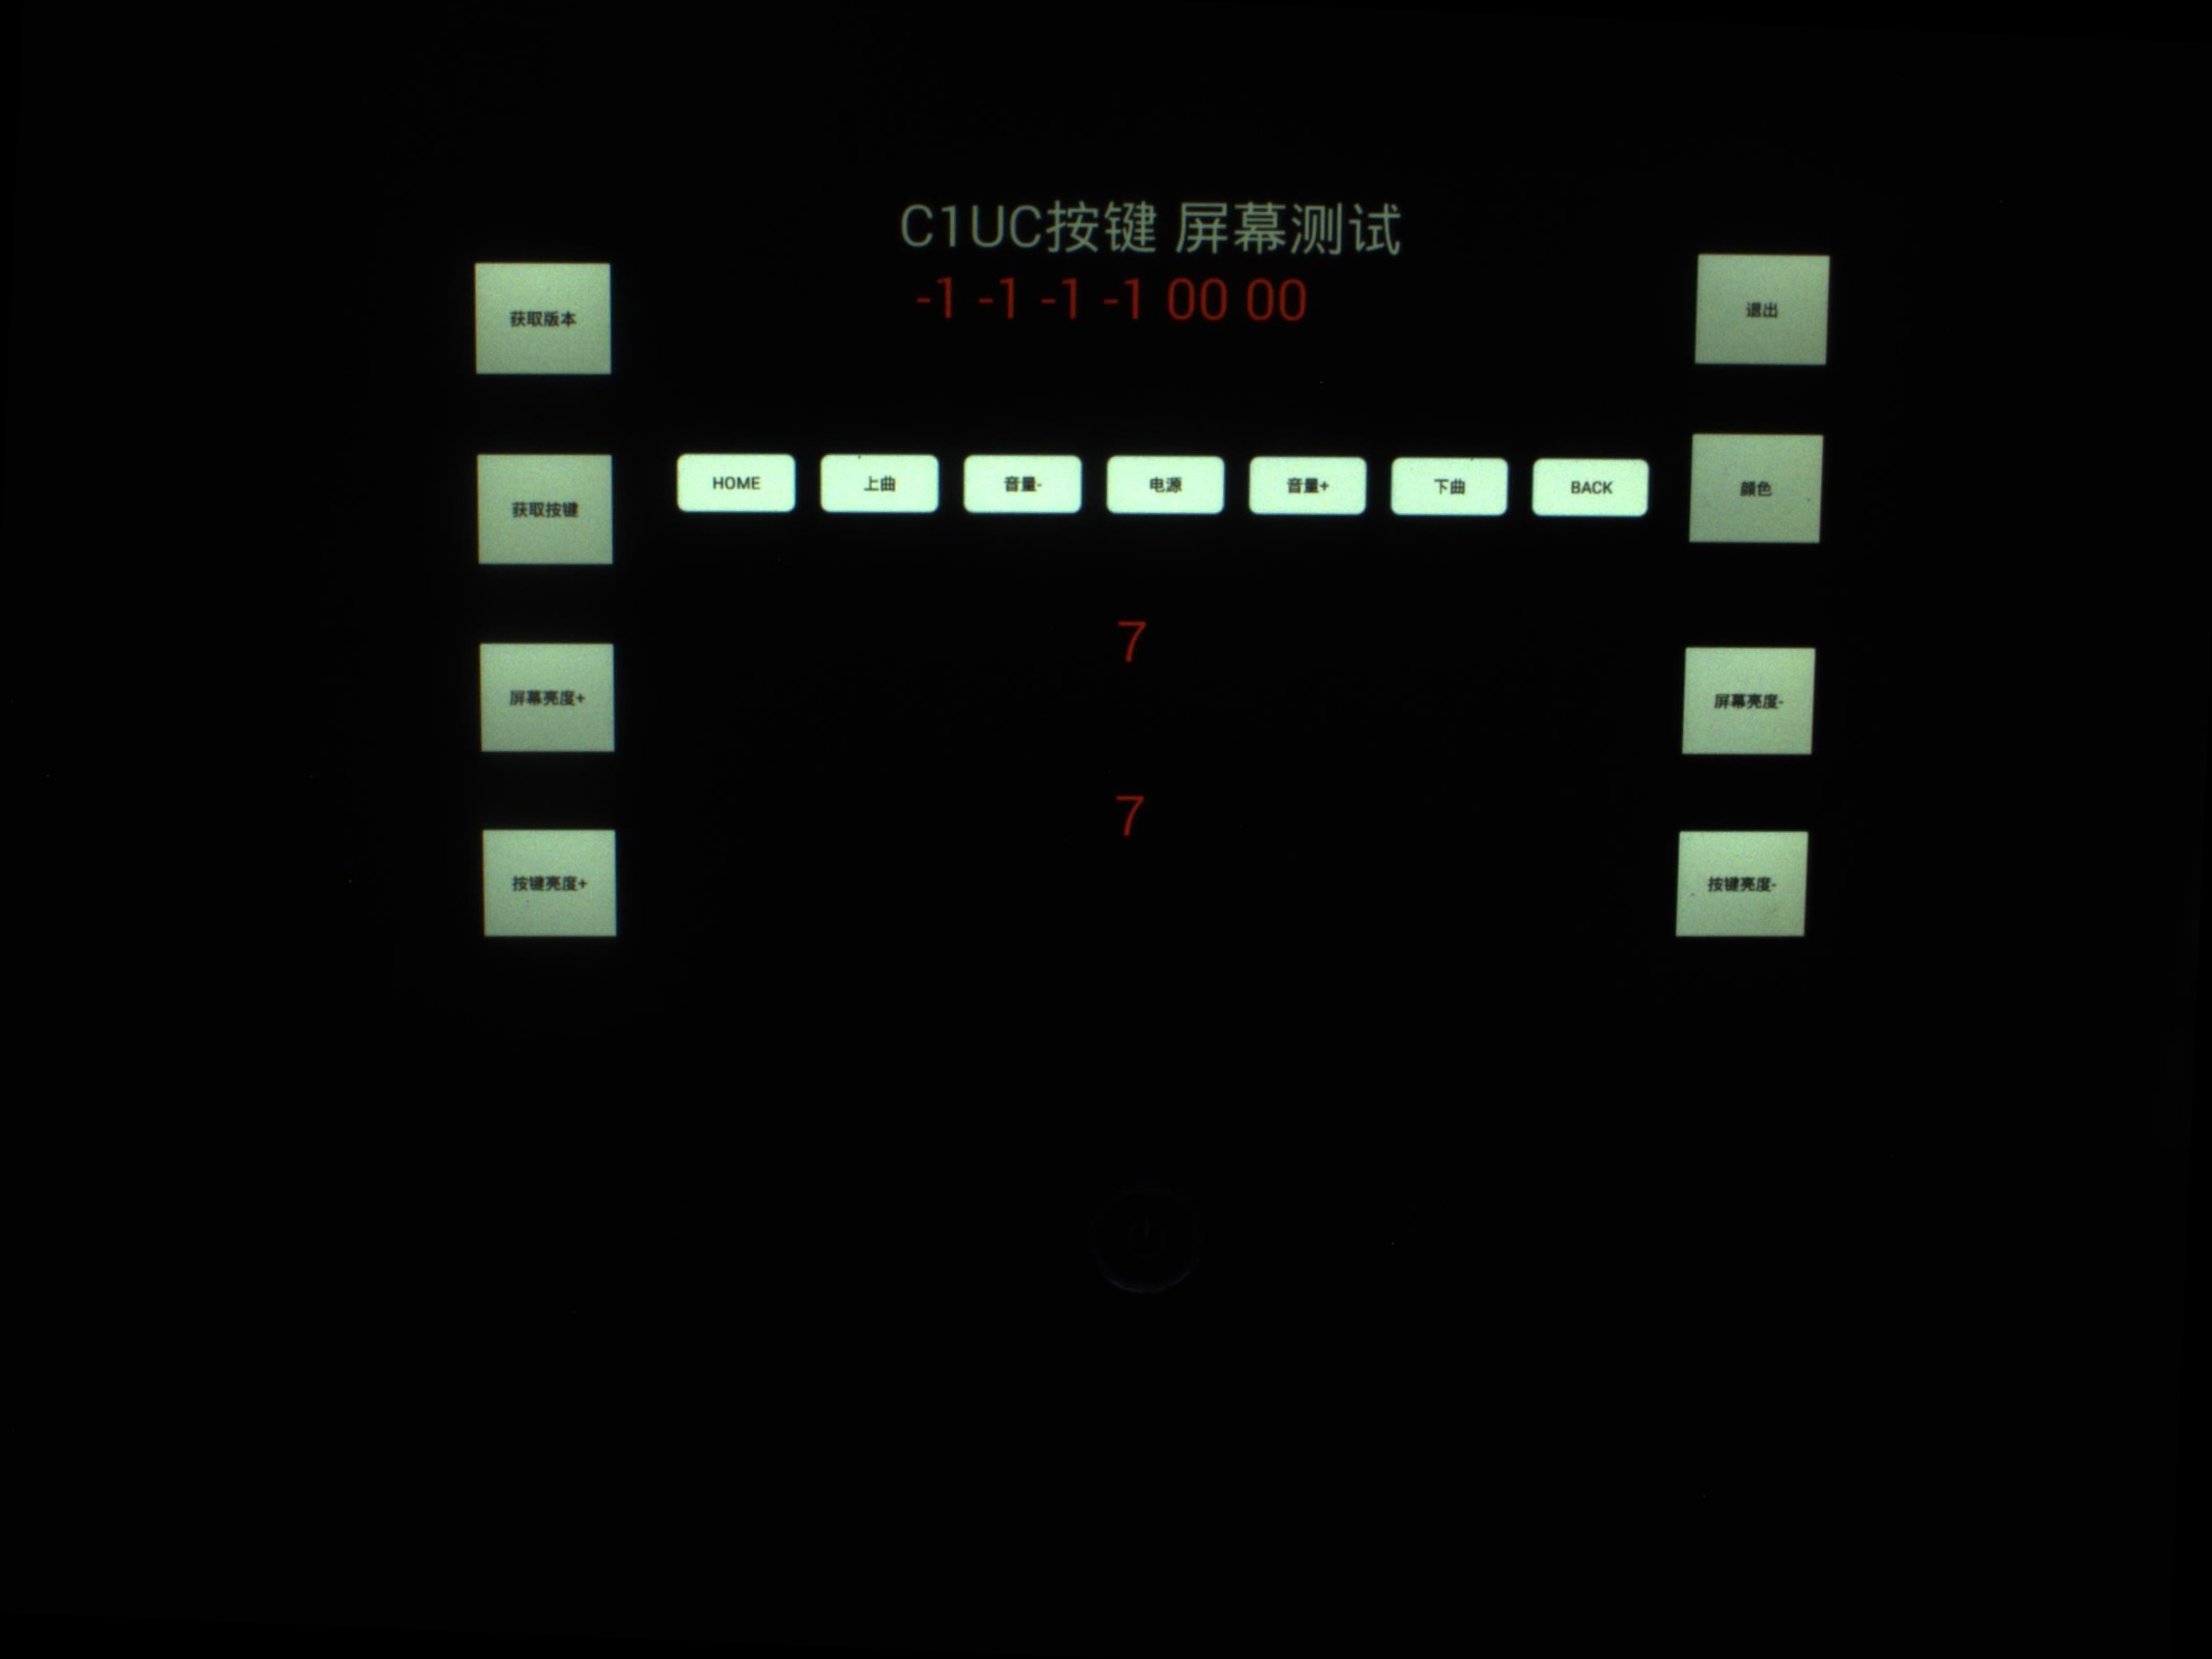 C1UC按键 屏幕测试
-1 -1 -1 -1 00 00
获取版本
退出
获取按键
HOME
上曲
音量-
电源
音量+
下曲
BACK
颜色
7
屏幕亮度+
屏幕亮度-
7
按键亮度+
按键亮度-